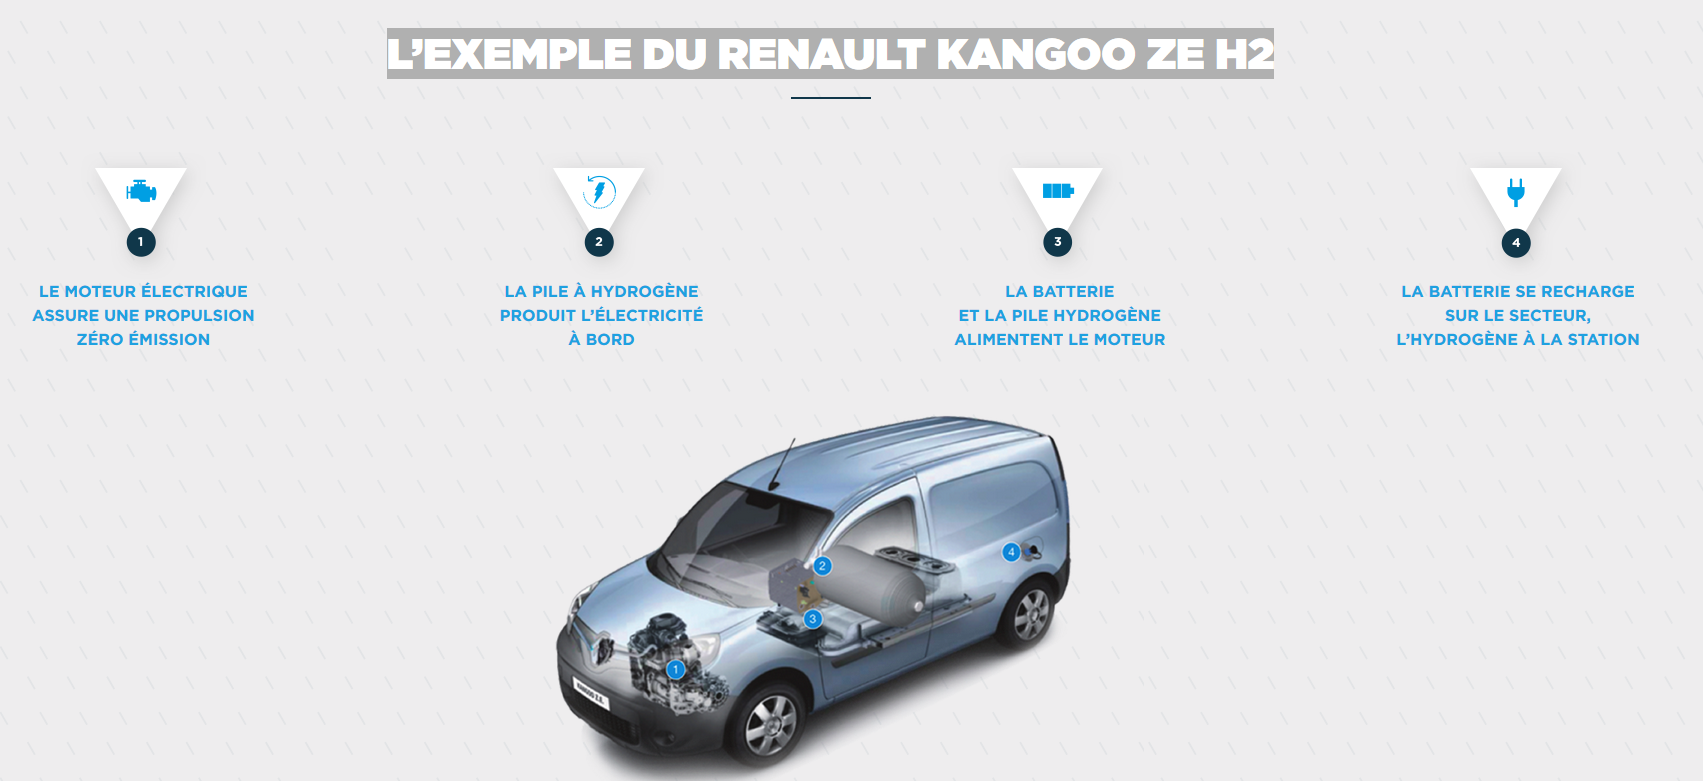 L'EXEMPLE DU RENAULT KANGOO ZE H2
1
LE MOTEUR ÉLECTRIQUE
ASSURE UNE PROPULSION
ZÉRO ÉMISSION
2
LA PILE À HYDROGÈNE
PRODUIT L'ÉLECTRICITÉ
À BORD
3
LA BATTERIE
ET LA PILE HYDROGÈNE
ALIMENTENT LE MOTEUR
4
LA BATTERIE SE RECHARGE
SUR LE SECTEUR,
L'HYDROGÈNE À LA STATION
4
2
3
1
KANGOO Z.E.